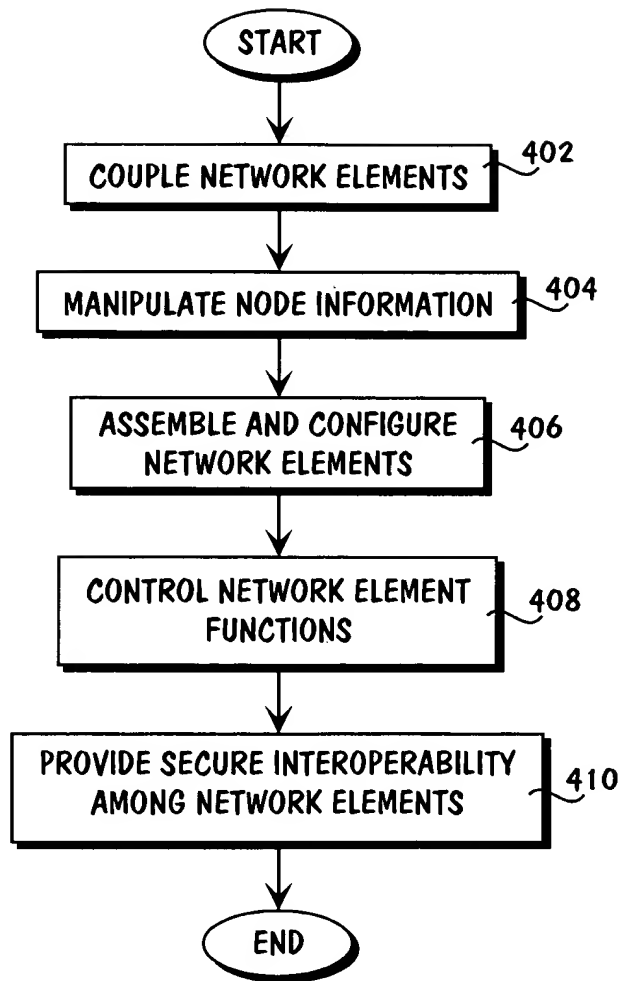 START
COUPLE NETWORK ELEMENTS
402
MANIPULATE NODE INFORMATION
404
ASSEMBLE AND CONFIGURE
NETWORK ELEMENTS
406
CONTROL NETWORK ELEMENT
FUNCTIONS
408
PROVIDE SECURE INTEROPERABILITY
AMONG NETWORK ELEMENTS
410
END